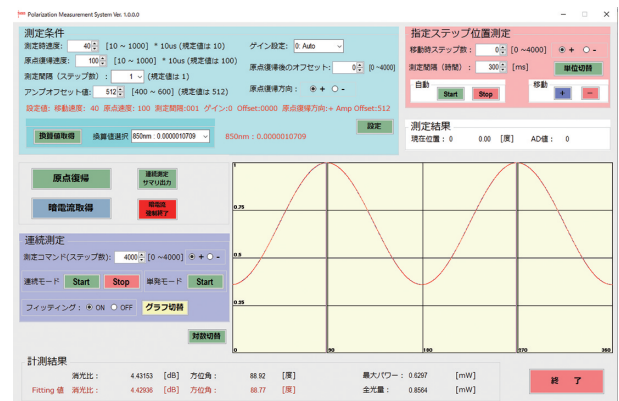 Polarization Measurement System Ver. 1.0.0.0
測定条件
測定時速度: 40 [10 ~ 1000] * 10us (規定値は 10) ゲイン設定: 0: Auto
原点復帰速度: 100 [10 ~ 1000] * 10us (規定値は 100)
測定間隔（ステップ数）: 1 (規定値は 1) 原点復帰後のオフセット: 0 [0 ~4000]
アンプオフセット値: 512 [400 ~ 600] (規定値は 512) 原点復帰方向: + -
設定値: 移動速度: 40 原点速度: 100 測定間隔:001 ゲイン:0 Offset:0000 原点復帰方向:+ Amp Offset:512
設定
換算値取得 換算値選択 850nm : 0.0000010709 850nm : 0.0000010709
指定ステップ位置測定
移動時ステップ数: 0 [0 ~4000] + -
測定間隔（時間）: 300 [ms] 単位切替
自動 Start Stop
移動 + -
測定結果
現在位置: 0 0.00 [度] AD値: 0
原点復帰
連続測定
サマリ出力
暗電流取得
暗電流
強制終了
連続測定
測定コマンド(ステップ数): 4000 [0 ~4000] + -
連続モード Start Stop 単発モード Start
フィッティング: ON OFF グラフ切替
対数切替
1
0.75
0.5
0.25
0 90 180 270 360
計測結果
消光比: 4.43153 [dB] 方位角: 88.92 [度] 最大パワー: 0.6297 [mW]
Fitting 値 消光比: 4.42936 [dB] 方位角: 88.77 [度] 全光量: 0.8564 [mW]
終 了